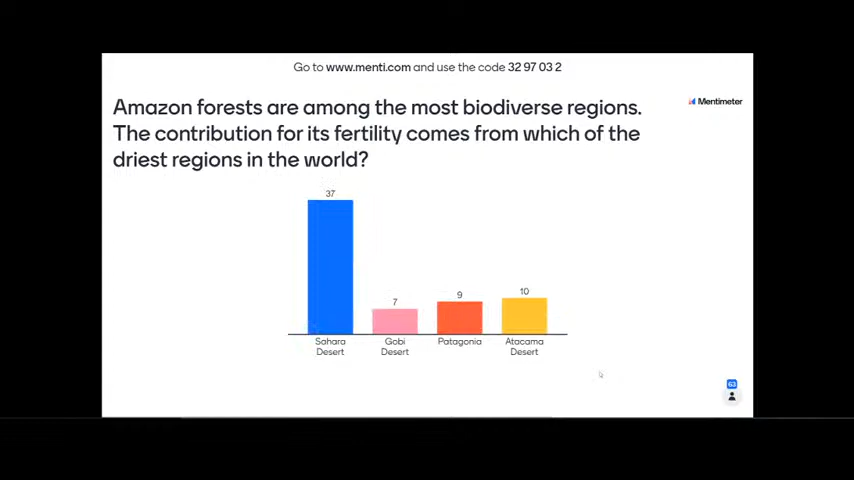 Go to www.menti.com and use the code 32 97 03 2
Mentimeter
Amazon forests are among the most biodiverse regions.
The contribution for its fertility comes from which of the
driest regions in the world?
37
7
9
10
Sahara
Desert
Gobi
Desert
Patagonia
Atacama
Desert
63